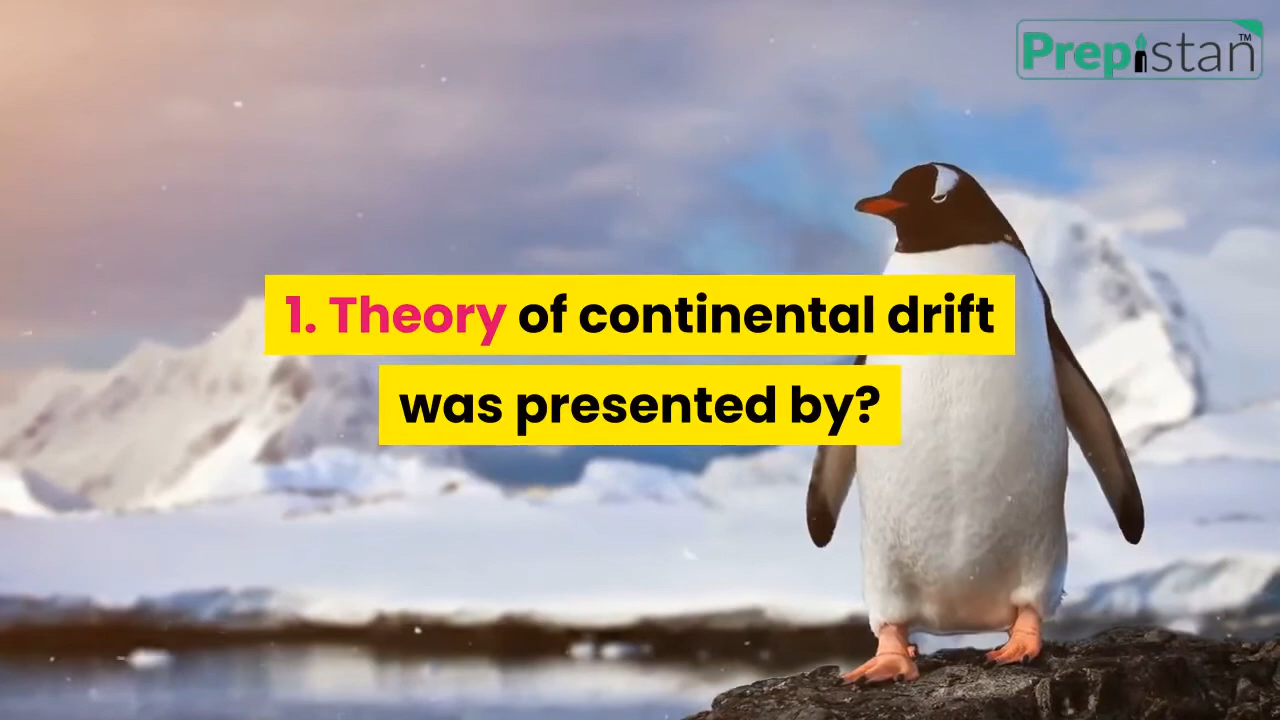 Prepistan™
1. Theory of continental drift
was presented by?